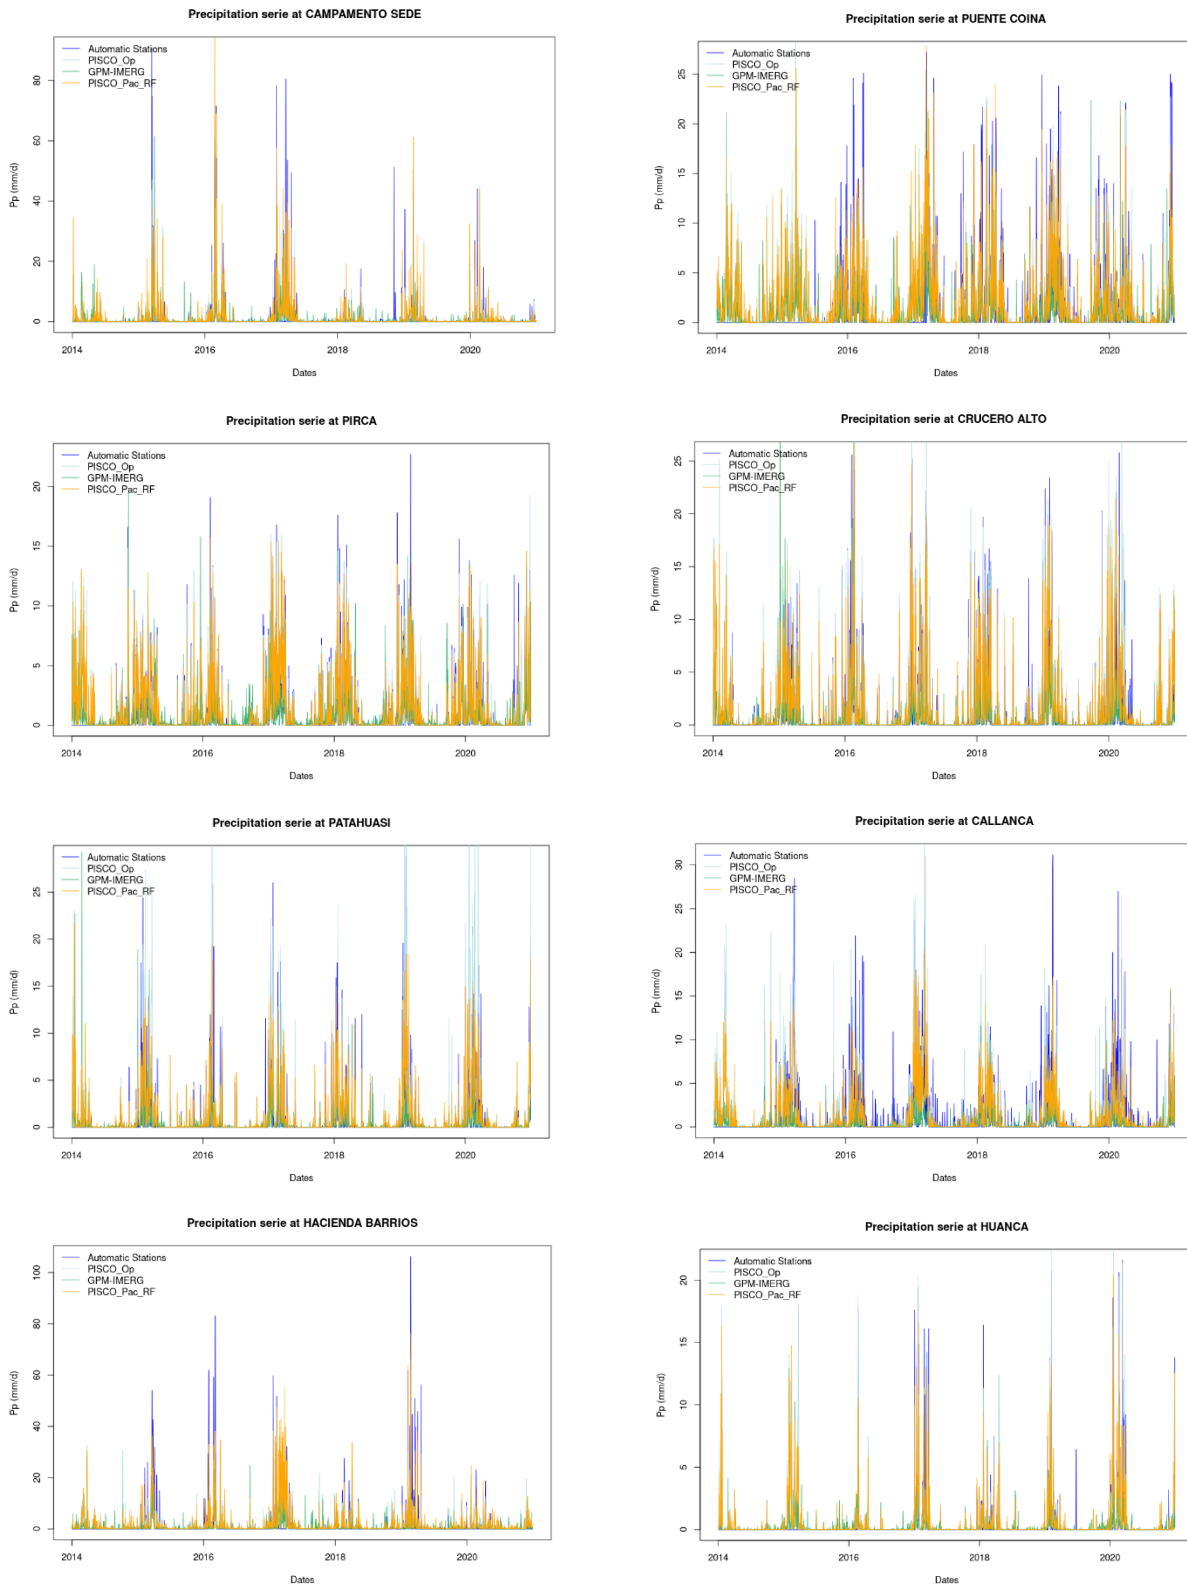 Precipitation serie at CAMPAMENTO SEDE
Automatic Stations
PISCO_Op
GPM-IMERG
PISCO_Pac_RF
Pp (mm/d)
0
20
40
60
80
2014
2016
2018
2020
Dates
Precipitation serie at PUENTE COINA
Automatic Stations
PISCO_Op
GPM-IMERG
PISCO_Pac_RF
Pp (mm/d)
0
5
10
15
20
25
2014
2016
2018
2020
Dates
Precipitation serie at PIRCA
Automatic Stations
PISCO_Op
GPM-IMERG
PISCO_Pac_RF
Pp (mm/d)
0
5
10
15
20
2014
2016
2018
2020
Dates
Precipitation serie at CRUCERO ALTO
Automatic Stations
PISCO_Op
GPM-IMERG
PISCO_Pac_RF
Pp (mm/d)
0
5
10
15
20
25
2014
2016
2018
2020
Dates
Precipitation serie at PATAHUASI
Automatic Stations
PISCO_Op
GPM-IMERG
PISCO_Pac_RF
Pp (mm/d)
0
5
10
15
20
25
2014
2016
2018
2020
Dates
Precipitation serie at CALLANCA
Automatic Stations
PISCO_Op
GPM-IMERG
PISCO_Pac_RF
Pp (mm/d)
0
5
10
15
20
25
30
2014
2016
2018
2020
Dates
Precipitation serie at HACIENDA BARRIOS
Automatic Stations
PISCO_Op
GPM-IMERG
PISCO_Pac_RF
Pp (mm/d)
0
20
40
60
80
100
2014
2016
2018
2020
Dates
Precipitation serie at HUANCA
Automatic Stations
PISCO_Op
GPM-IMERG
PISCO_Pac_RF
Pp (mm/d)
0
5
10
15
20
2014
2016
2018
2020
Dates